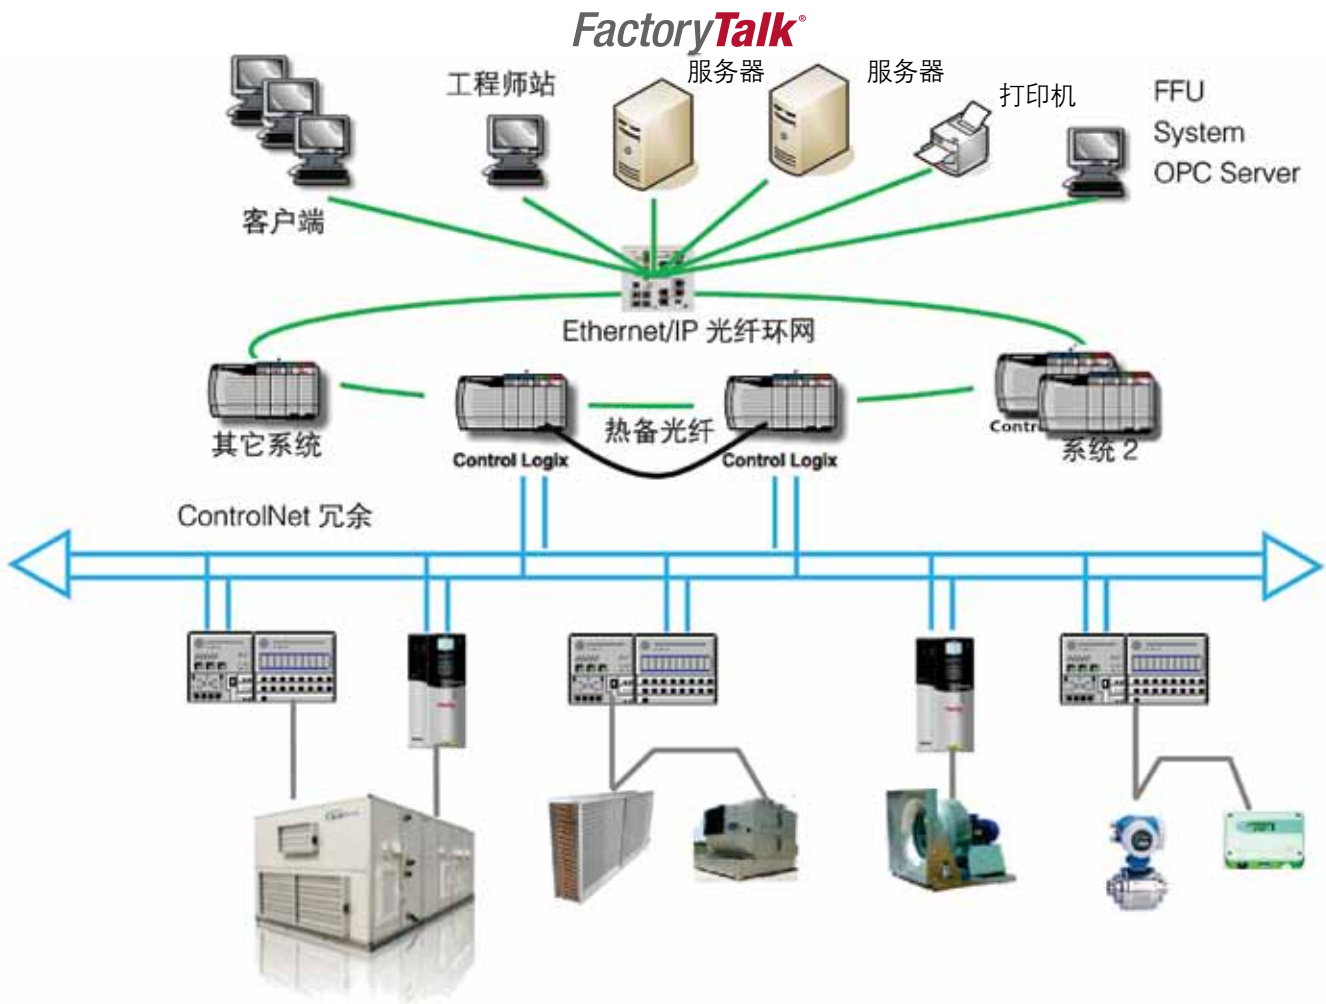 FactoryTalk®
服务器
服务器
工程师站
打印机
FFU
System
OPC Server
客户端
Ethernet/IP 光纤环网
其它系统
热备光纤
Contr
系统 2
Control Logix
Control Logix
ControlNet 冗余